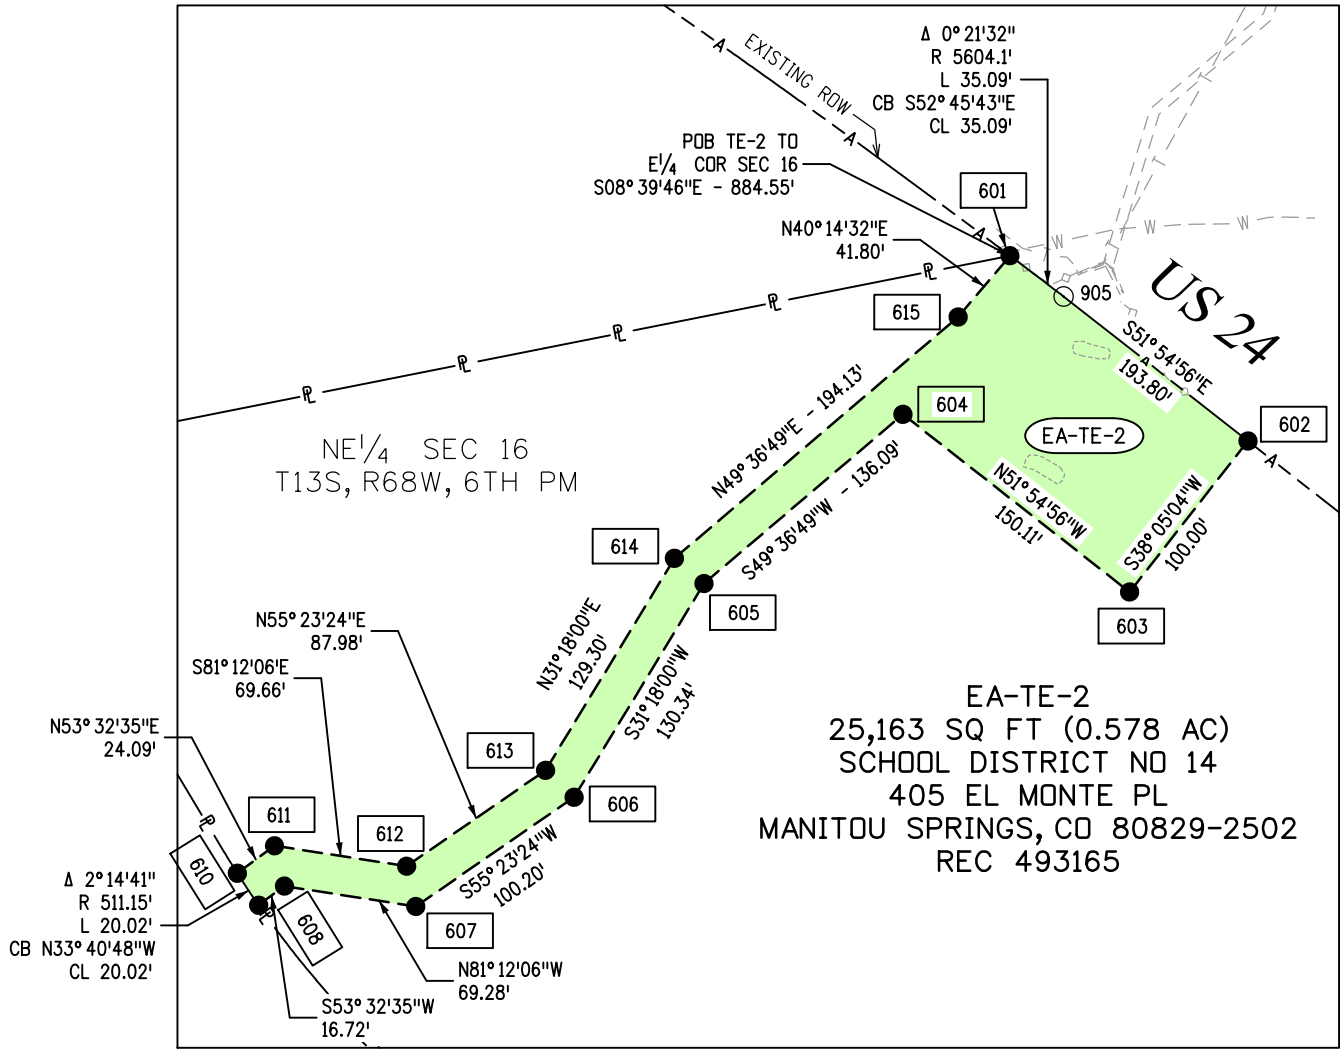 Δ 0°21'32"
R 5604.1'
L 35.09'
CB S52°45'43"E
CL 35.09'
EXISTING ROW
A
A
A
POB TE-2 TO
E1/4 COR SEC 16
S08°39'46"E - 884.55'
601
N40°14'32"E
41.80'
W
W
W
US 24
905
615
S51°54'56"E
A
193.80'
PL
PL
PL
PL
PL
604
602
EA-TE-2
A
NE1/4 SEC 16
T13S, R68W, 6TH PM
N49°36'49"E - 194.13'
S49°36'49"W - 136.09'
N51°54'56"W
150.11'
S38°05'04"W
100.00'
614
605
603
N31°18'00"E
129.30'
S31°18'00"W
130.34'
N55°23'24"E
87.98'
S81°12'06"E
69.66'
N53°32'35"E
24.09'
613
606
EA-TE-2
25,163 SQ FT (0.578 AC)
SCHOOL DISTRICT NO 14
405 EL MONTE PL
MANITOU SPRINGS, CO 80829-2502
REC 493165
PL
611
612
610
S55°23'24"W
100.20'
Δ 2°14'41"
R 511.15'
L 20.02'
CB N33°40'48"W
CL 20.02'
PL
608
607
N81°12'06"W
69.28'
S53°32'35"W
16.72'